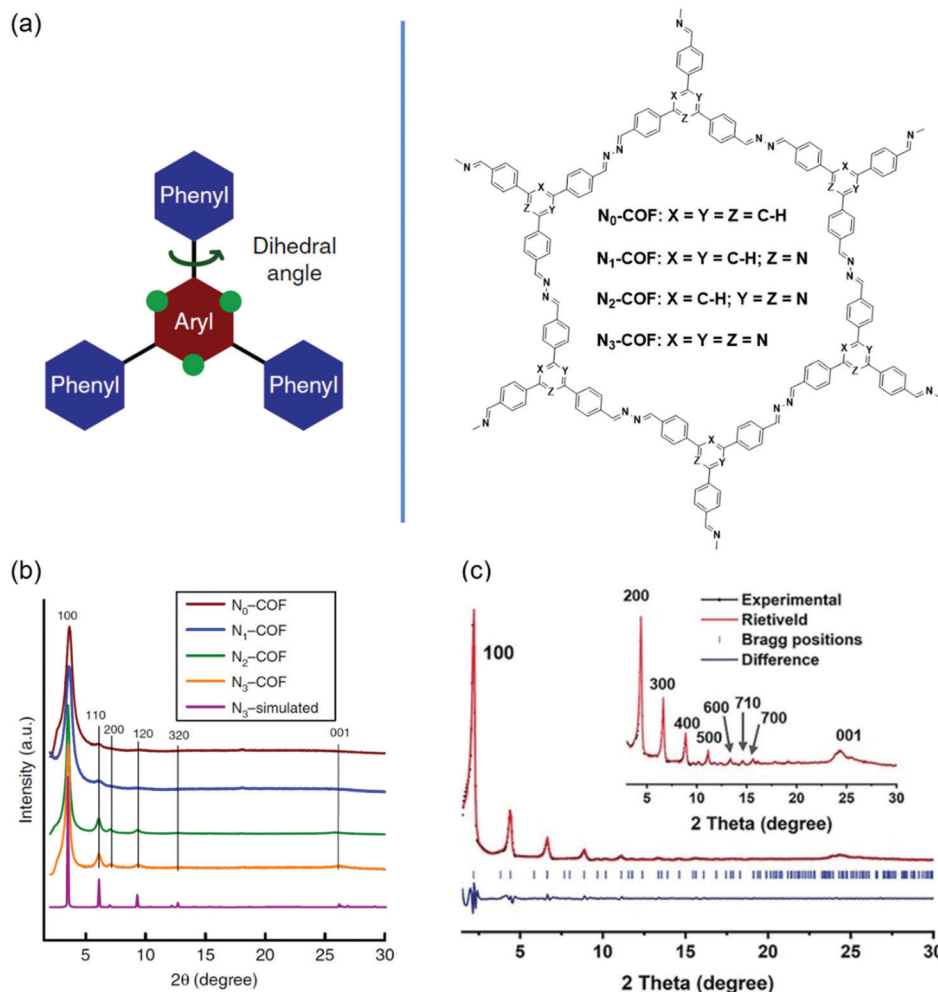 (a)
Phenyl
Dihedral
angle
Aryl
Phenyl
Phenyl
N
X
Y
Z
N
N
N
N
N
X
Y
Z
X
Y
Z
N
N₀-COF: X = Y = Z = C-H
N₁-COF: X = Y = C-H; Z = N
N₂-COF: X = C-H; Y = Z = N
N₃-COF: X = Y = Z = N
N
N
N
N
X
Y
Z
X
Y
Z
N
N
N
N
N
N
X
Y
Z
N
(b)
100
N₀–COF
N₁–COF
N₂–COF
N₃–COF
N₃–simulated
110
200
120
320
001
Intensity (a.u.)
5
10
15
20
25
30
2θ (degree)
(c)
100
Experimental
Rietiveld
Bragg positions
Difference
200
300
400
500
600
710
700
001
5
10
15
20
25
30
2 Theta (degree)
5
10
15
20
25
30
2 Theta (degree)